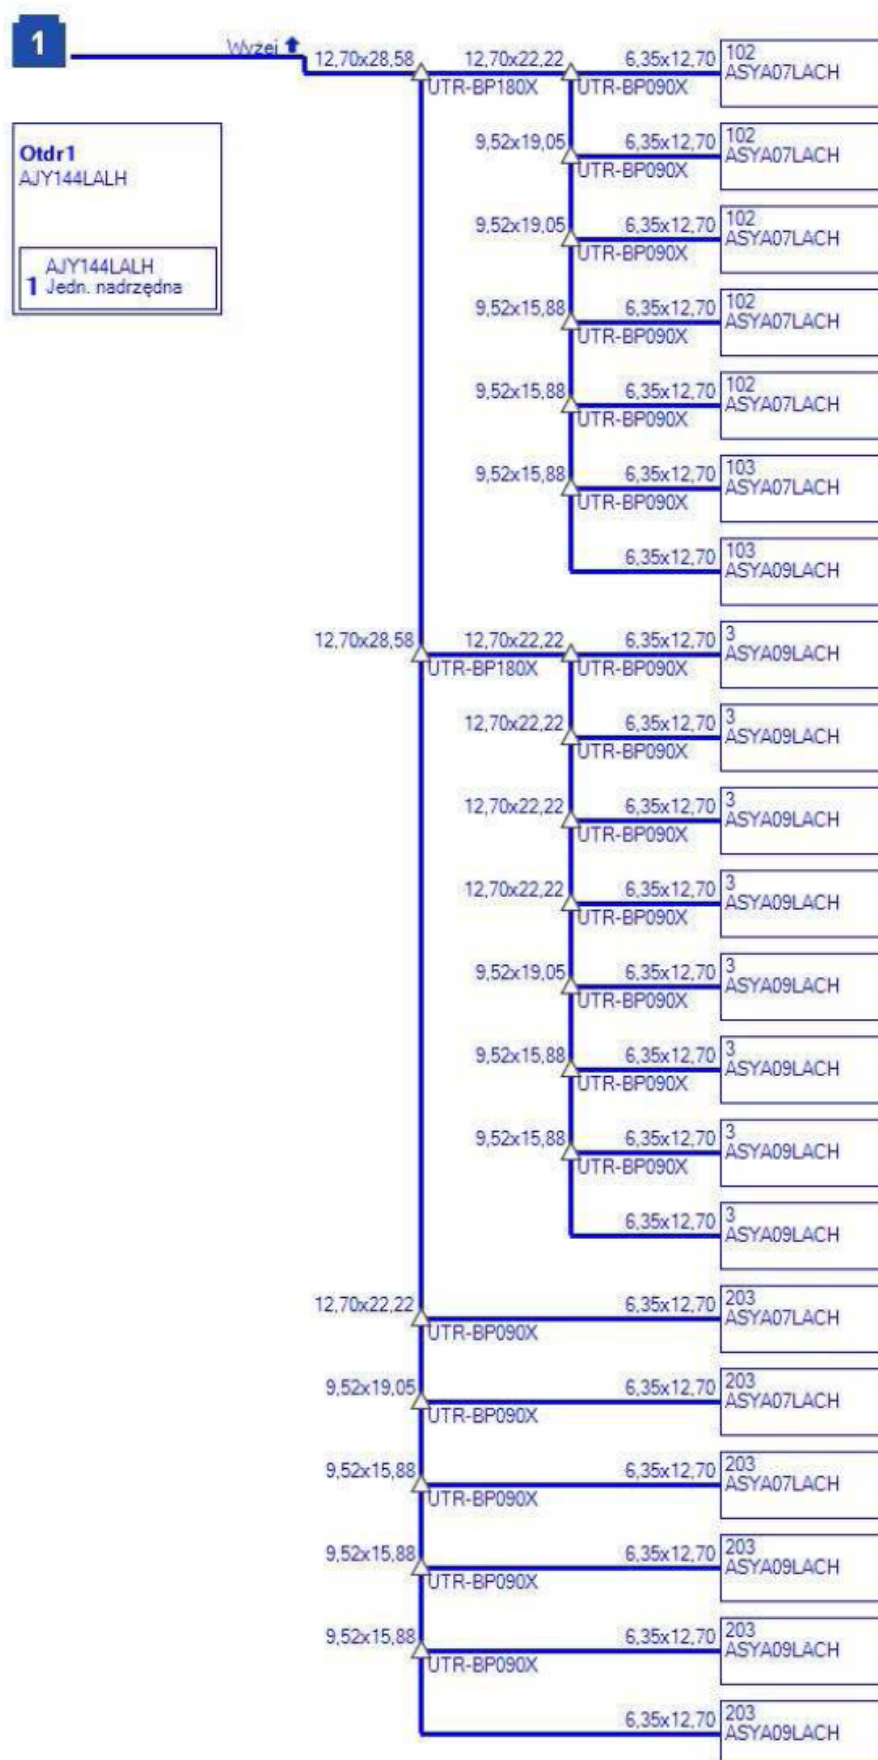 1
Wyżej
Otdr1
AJY144LALH
AJY144LALH
1 Jedn. nadrzędna
12,70x28,58 12,70x22,22 6,35x12,70 102
UTR-BP180X UTR-BP090X ASYA07LACH
9,52x19,05 6,35x12,70 102
UTR-BP090X ASYA07LACH
9,52x19,05 6,35x12,70 102
UTR-BP090X ASYA07LACH
9,52x15,88 6,35x12,70 102
UTR-BP090X ASYA07LACH
9,52x15,88 6,35x12,70 102
UTR-BP090X ASYA07LACH
9,52x15,88 6,35x12,70 103
UTR-BP090X ASYA07LACH
6,35x12,70 103
ASYA09LACH
12,70x28,58 12,70x22,22 6,35x12,70 3
UTR-BP180X UTR-BP090X ASYA09LACH
12,70x22,22 6,35x12,70 3
UTR-BP090X ASYA09LACH
12,70x22,22 6,35x12,70 3
UTR-BP090X ASYA09LACH
12,70x22,22 6,35x12,70 3
UTR-BP090X ASYA09LACH
9,52x19,05 6,35x12,70 3
UTR-BP090X ASYA09LACH
9,52x15,88 6,35x12,70 3
UTR-BP090X ASYA09LACH
9,52x15,88 6,35x12,70 3
UTR-BP090X ASYA09LACH
6,35x12,70 3
ASYA09LACH
12,70x22,22 6,35x12,70 203
UTR-BP090X ASYA07LACH
9,52x19,05 6,35x12,70 203
UTR-BP090X ASYA07LACH
9,52x15,88 6,35x12,70 203
UTR-BP090X ASYA07LACH
9,52x15,88 6,35x12,70 203
UTR-BP090X ASYA09LACH
9,52x15,88 6,35x12,70 203
UTR-BP090X ASYA09LACH
6,35x12,70 203
ASYA09LACH